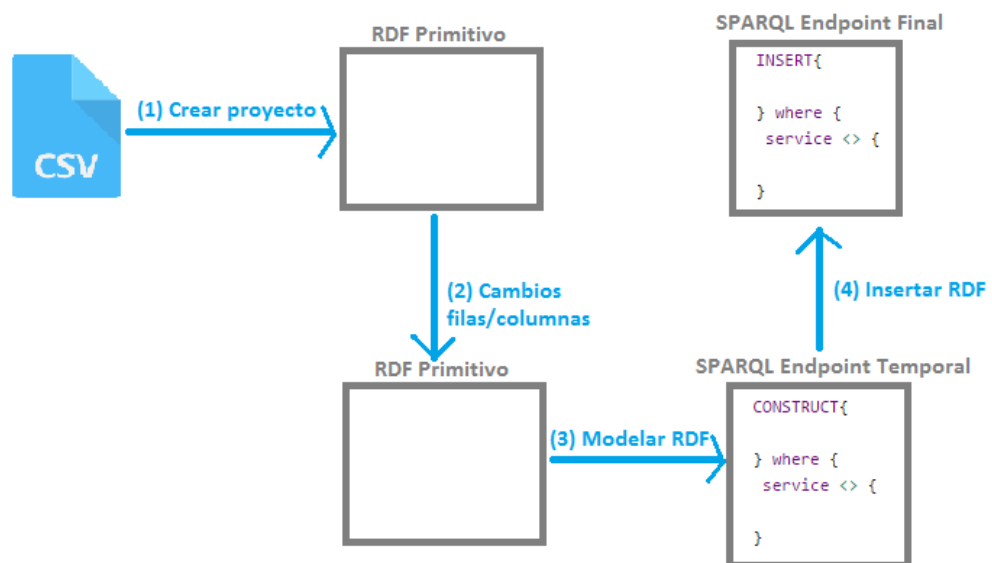 RDF Primitivo
SPARQL Endpoint Final
CSV
(1) Crear proyecto
INSERT{
} where {
service <> {
}
(2) Cambios
filas/columnas
(4) Insertar RDF
RDF Primitivo
SPARQL Endpoint Temporal
(3) Modelar RDF
CONSTRUCT{
} where {
service <> {
}